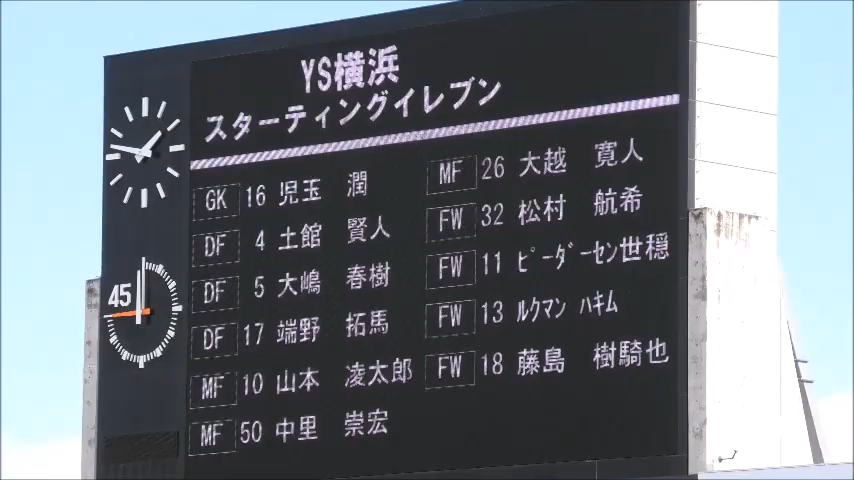 YS横浜
スターティングイレブン
GK 16 児玉 潤
DF 4 土館 賢人
DF 5 大嶋 春樹
DF 17 端野 拓馬
MF 10 山本 凌太郎
MF 50 中里 崇宏
MF 26 大越 寛人
FW 32 松村 航希
FW 11 ピーダーセン世穏
FW 13 ルクマン ハキム
FW 18 藤島 樹騎也
45